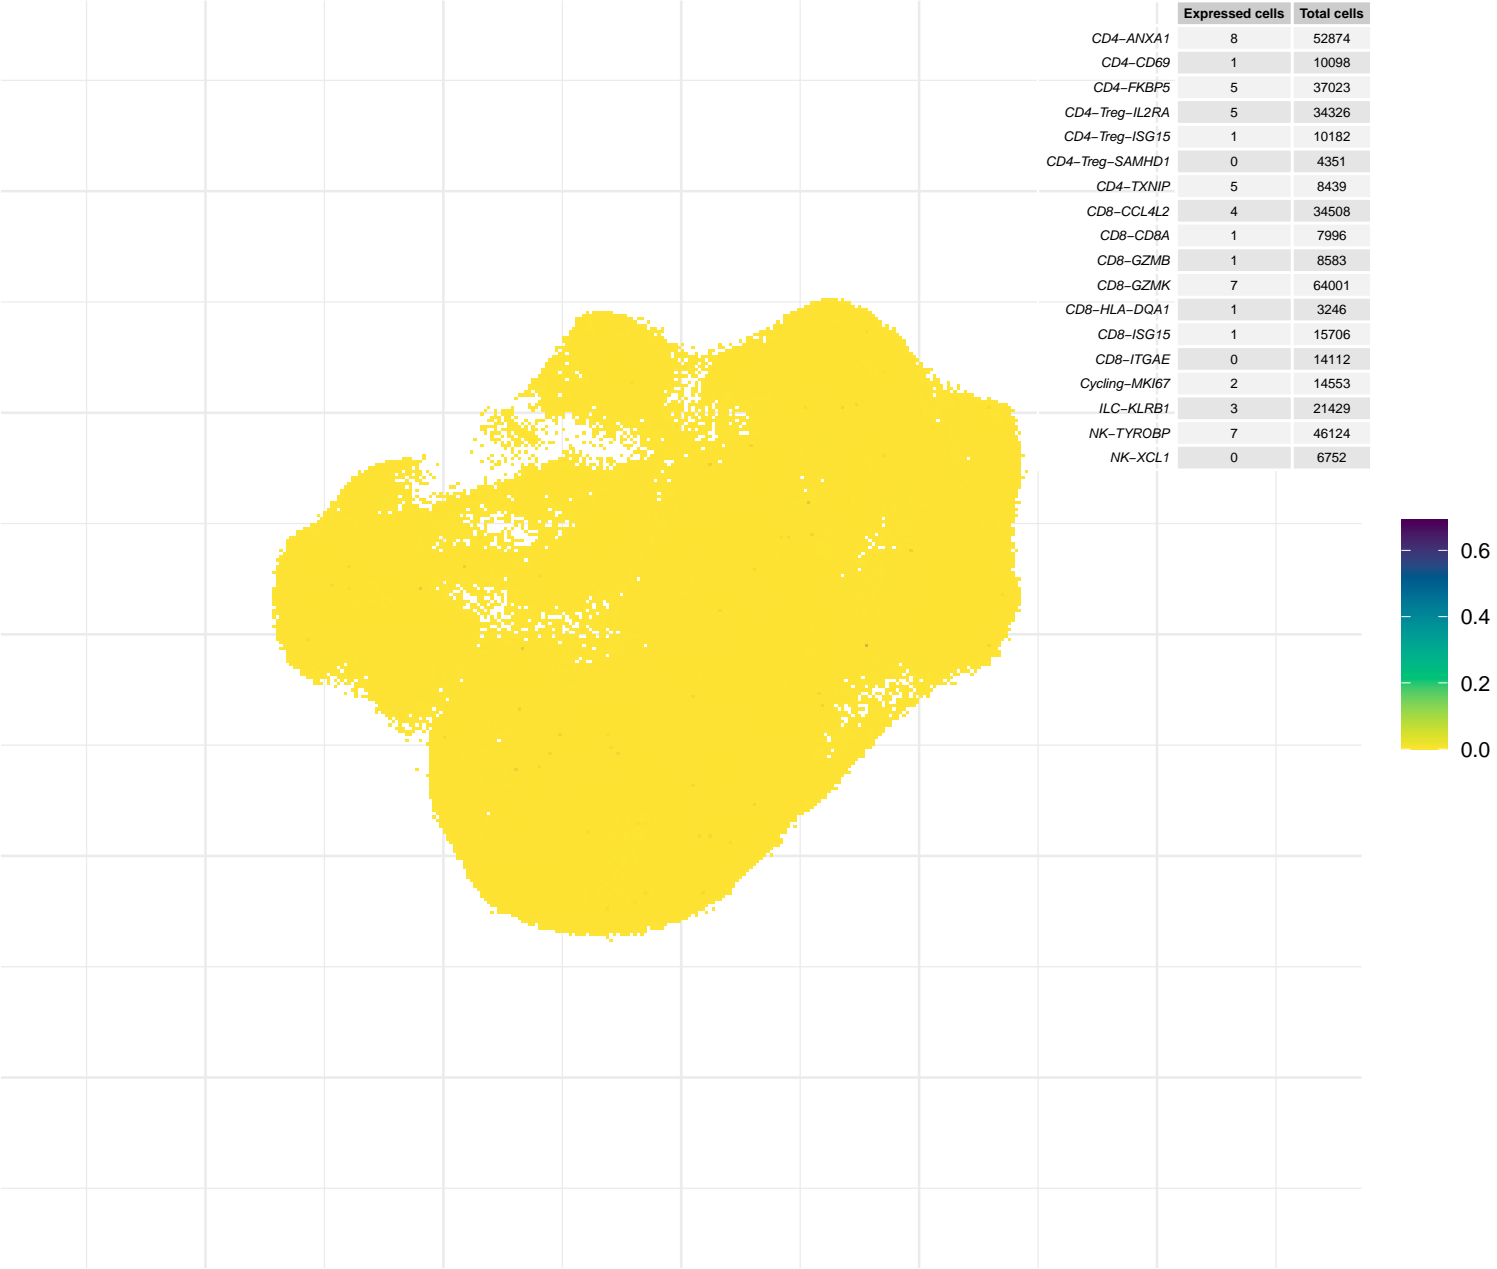 Expressed cells Total cells
CD4−ANXA1 8 52874
CD4−CD69 1 10098
CD4−FKBP5 5 37023
CD4−Treg−IL2RA 5 34326
CD4−Treg−ISG15 1 10182
CD4−Treg−SAMHD1 0 4351
CD4−TXNIP 5 8439
CD8−CCL4L2 4 34508
CD8−CD8A 1 7996
CD8−GZMB 1 8583
CD8−GZMK 7 64001
CD8−HLA−DQA1 1 3246
CD8−ISG15 1 15706
CD8−ITGAE 0 14112
Cycling−MKI67 2 14553
ILC−KLRB1 3 21429
NK−TYROBP 7 46124
NK−XCL1 0 6752
0.6
0.4
0.2
0.0